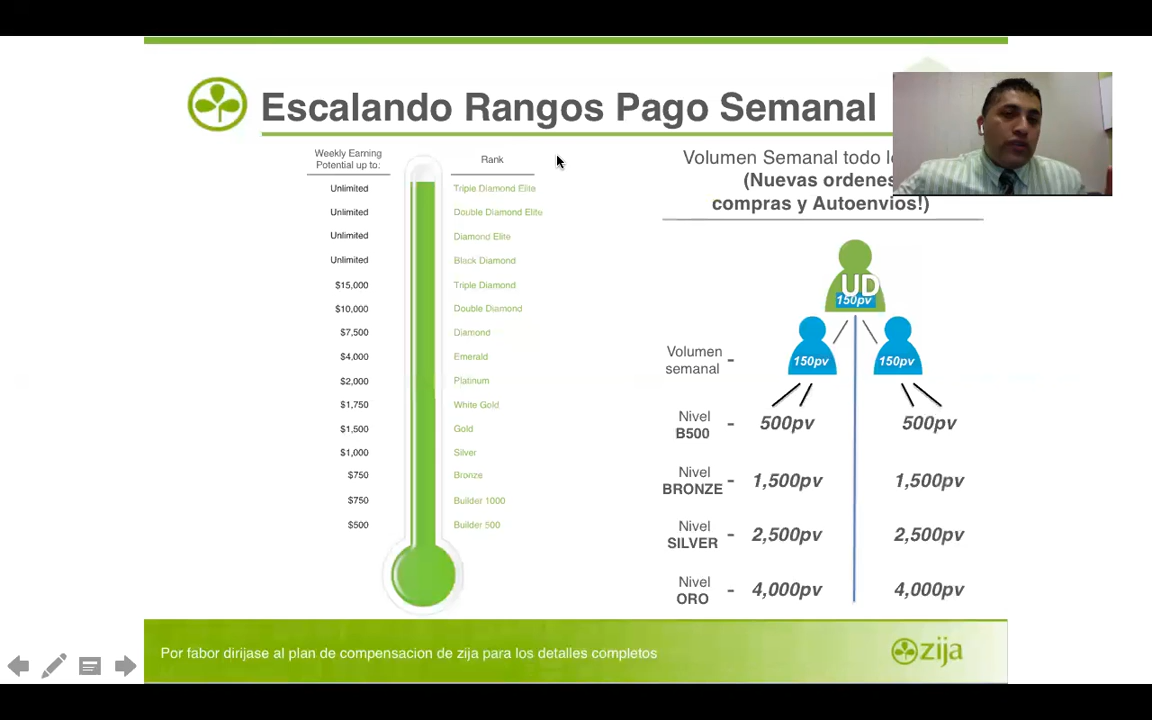 Escalando Rangos Pago Semanal
Weekly Earning
Potential up to:
Rank
Unlimited Triple Diamond Elite
Unlimited Double Diamond Elite
Unlimited Diamond Elite
Unlimited Black Diamond
$15,000 Triple Diamond
$10,000 Double Diamond
$7,500 Diamond
$4,000 Emerald
$2,000 Platinum
$1,750 White Gold
$1,500 Gold
$1,000 Silver
$750 Bronze
$750 Builder 1000
$500 Builder 500
Volumen Semanal todo
(Nuevas ordenes
compras y Autoenvios!)
UD
150pv
Volumen
semanal -
150pv 150pv
Nivel
B500 - 500pv 500pv
Nivel
BRONZE - 1,500pv 1,500pv
Nivel
SILVER - 2,500pv 2,500pv
Nivel
ORO - 4,000pv 4,000pv
Por fabor dirijase al plan de compensacion de zija para los detalles completos
zija